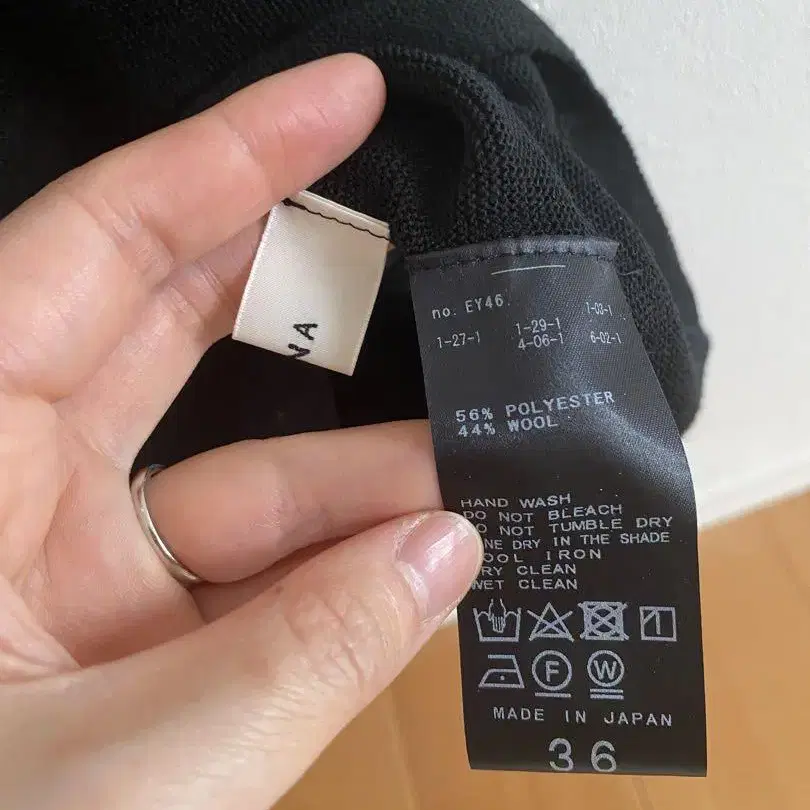 NA
no. EY46.
1-03-1
1-27-1 1-29-1 6-02-1
4-06-1
56% POLYESTER
44% WOOL
HAND WASH
DO NOT BLEACH
DO NOT TUMBLE DRY
LINE DRY IN THE SHADE
COOL IRON
DRY CLEAN
WET CLEAN
F W
MADE IN JAPAN
36